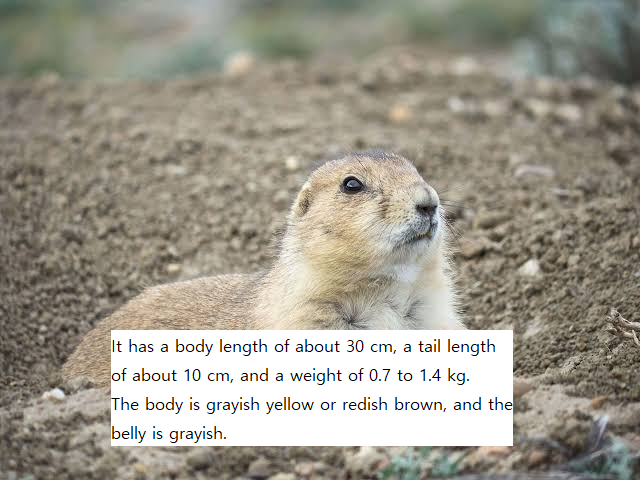 It has a body length of about 30 cm, a tail length
of about 10 cm, and a weight of 0.7 to 1.4 kg.
The body is grayish yellow or redish brown, and the
belly is grayish.